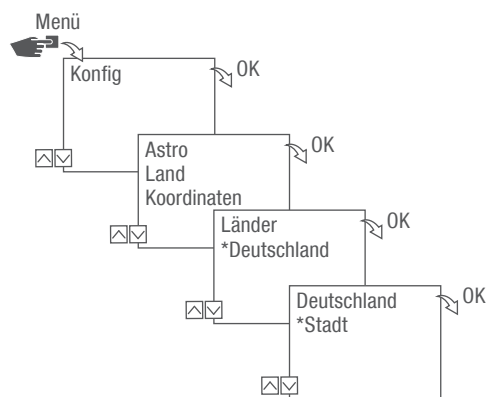 Menü
Konfig
OK
Astro
Land
Koordinaten
OK
Länder
*Deutschland
OK
Deutschland
*Stadt
OK